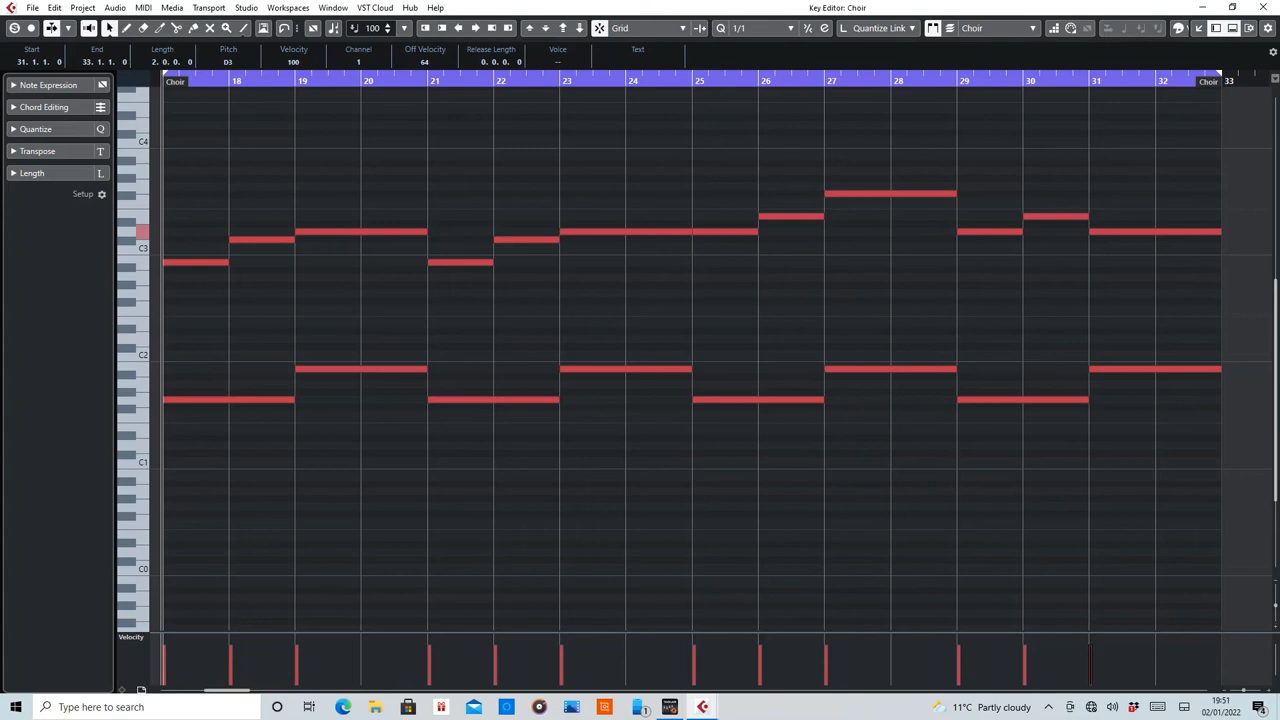 Key Editor: Choir
File Edit Project Audio MIDI Media Transport Studio Workspaces Window VST Cloud Hub Help
S 100 Grid Q 1/1 Quantize Link Choir
Start End Length Pitch Velocity Channel Off Velocity Release Length Voice Text
31. 1. 1. 0 33. 1. 1. 0 2. 0. 0. 0 D3 100 1 64 0. 0. 0. 0 --
Note Expression
Chord Editing
Quantize Q
Transpose T
Length L
Setup
Choir 18 19 20 21 22 23 24 25 26 27 28 29 30 31 32 Choir 33
C4
C3
C2
C1
C0
Velocity
Type here to search
1
11°C Partly cloudy
19:51
02/01/2022
4